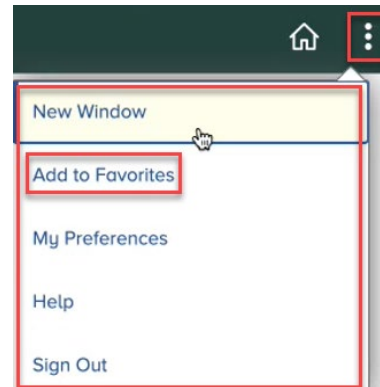 New Window
Add to Favorites
My Preferences
Help
Sign Out